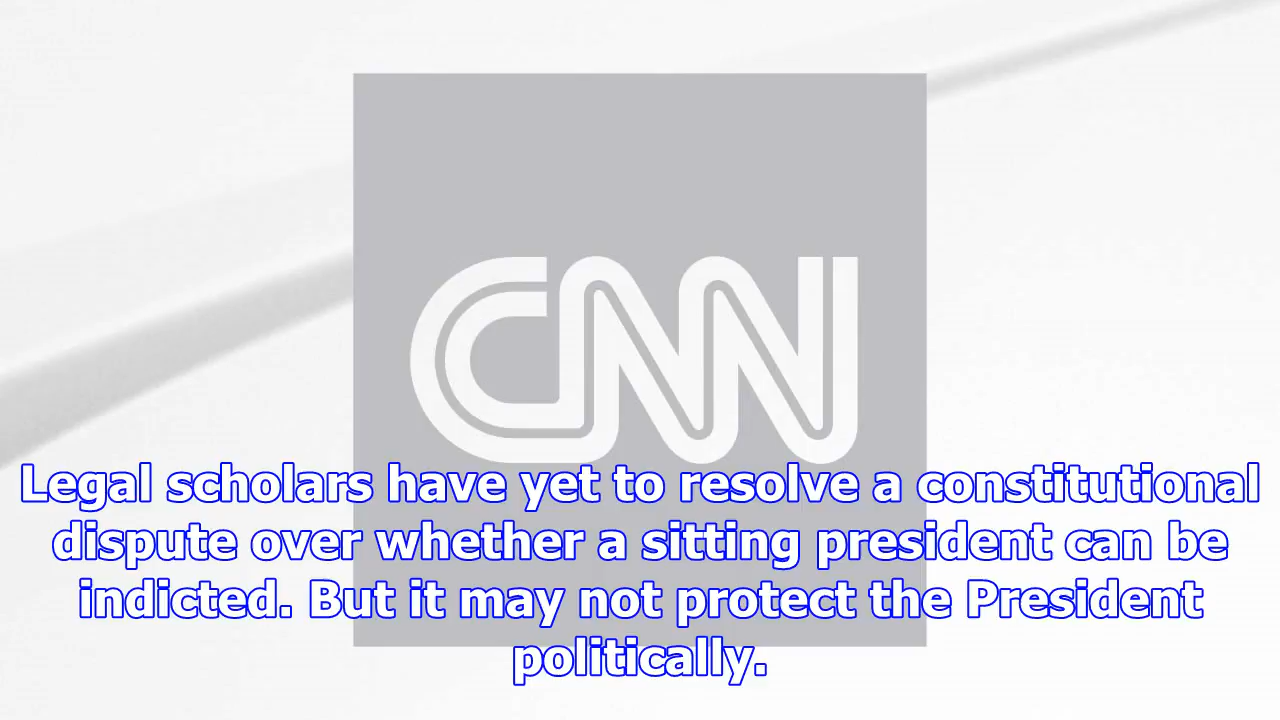 CNN
Legal scholars have yet to resolve a constitutional
dispute over whether a sitting president can be
indicted. But it may not protect the President
politically.